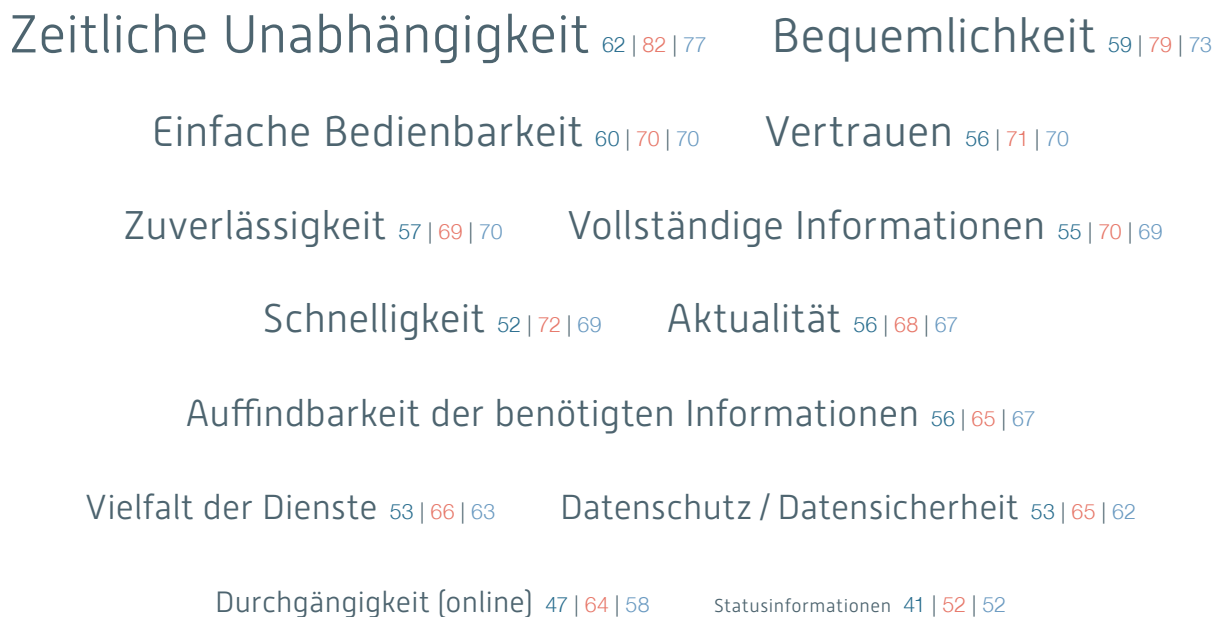 Zeitliche Unabhängigkeit 62 | 82 | 77 Bequemlichkeit 59 | 79 | 73
Einfache Bedienbarkeit 60 | 70 | 70 Vertrauen 56 | 71 | 70
Zuverlässigkeit 57 | 69 | 70 Vollständige Informationen 55 | 70 | 69
Schnelligkeit 52 | 72 | 69 Aktualität 56 | 68 | 67
Auffindbarkeit der benötigten Informationen 56 | 65 | 67
Vielfalt der Dienste 53 | 66 | 63 Datenschutz / Datensicherheit 53 | 65 | 62
Durchgängigkeit (online) 47 | 64 | 58 Statusinformationen 41 | 52 | 52